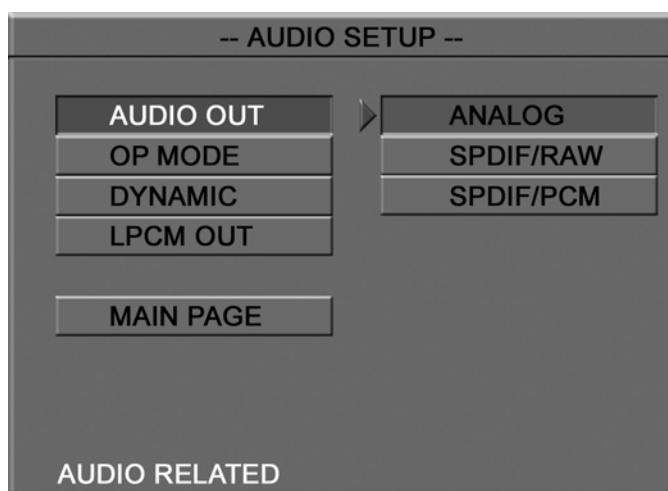 -- AUDIO SETUP --
AUDIO OUT
OP MODE
DYNAMIC
LPCM OUT
MAIN PAGE
ANALOG
SPDIF/RAW
SPDIF/PCM
AUDIO RELATED